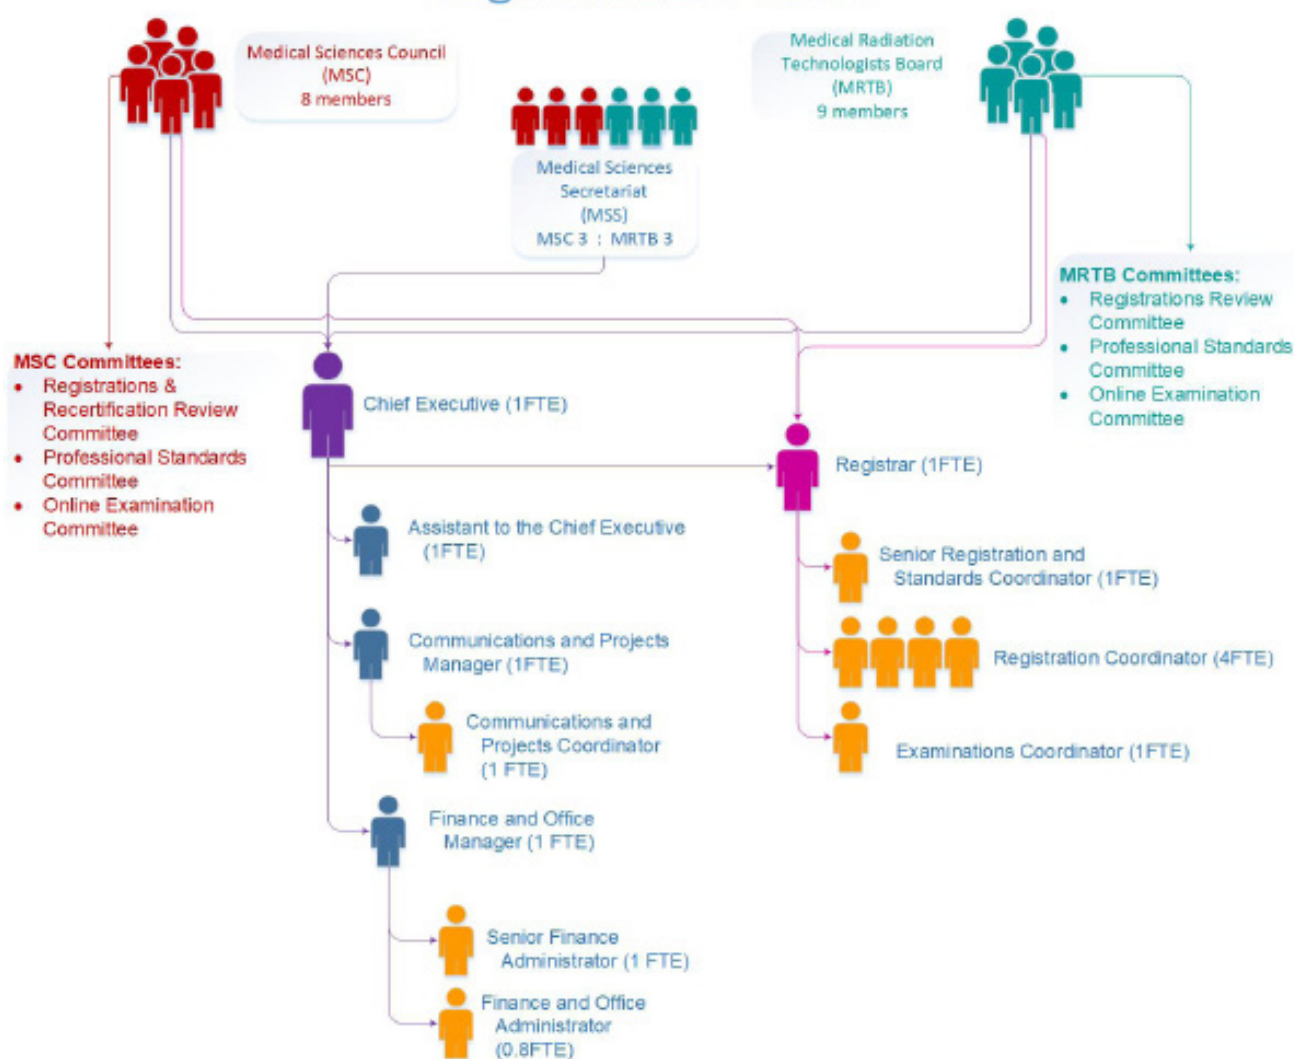 Medical Sciences Council
(MSC)
8 members
Medical Radiation
Technologists Board
(MRTB)
9 members
Medical Sciences
Secretariat
(MSS)
MSC 3 : MRTB 3
MRTB Committees:
• Registrations Review
Committee
• Professional Standards
Committee
• Online Examination
Committee
MSC Committees:
• Registrations &
Recertification Review
Committee
• Professional Standards
Committee
• Online Examination
Committee
Chief Executive (1FTE)
Registrar (1FTE)
Assistant to the Chief Executive
(1FTE)
Senior Registration and
Standards Coordinator (1FTE)
Communications and Projects
Manager (1FTE)
Registration Coordinator (4FTE)
Communications and
Projects Coordinator
(1 FTE)
Examinations Coordinator (1FTE)
Finance and Office
Manager (1 FTE)
Senior Finance
Administrator (1 FTE)
Finance and Office
Administrator
(0.8FTE)